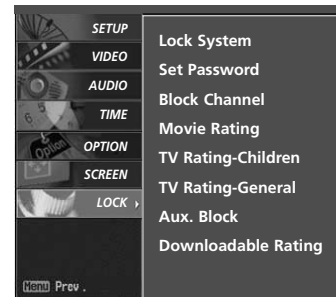 SETUP
VIDEO
AUDIO
TIME
OPTION
SCREEN
LOCK
Lock System
Set Password
Block Channel
Movie Rating
TV Rating-Children
TV Rating-General
Aux. Block
Downloadable Rating
Menu Prev.